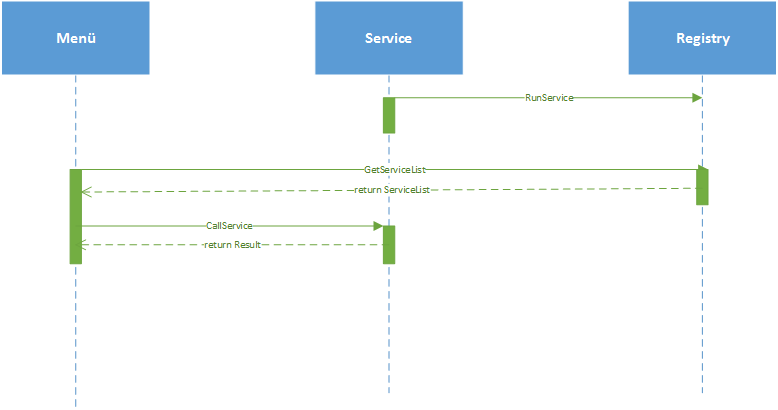 Menü
Service
Registry
RunService
GetServiceList
return ServiceList
CallService
return Result